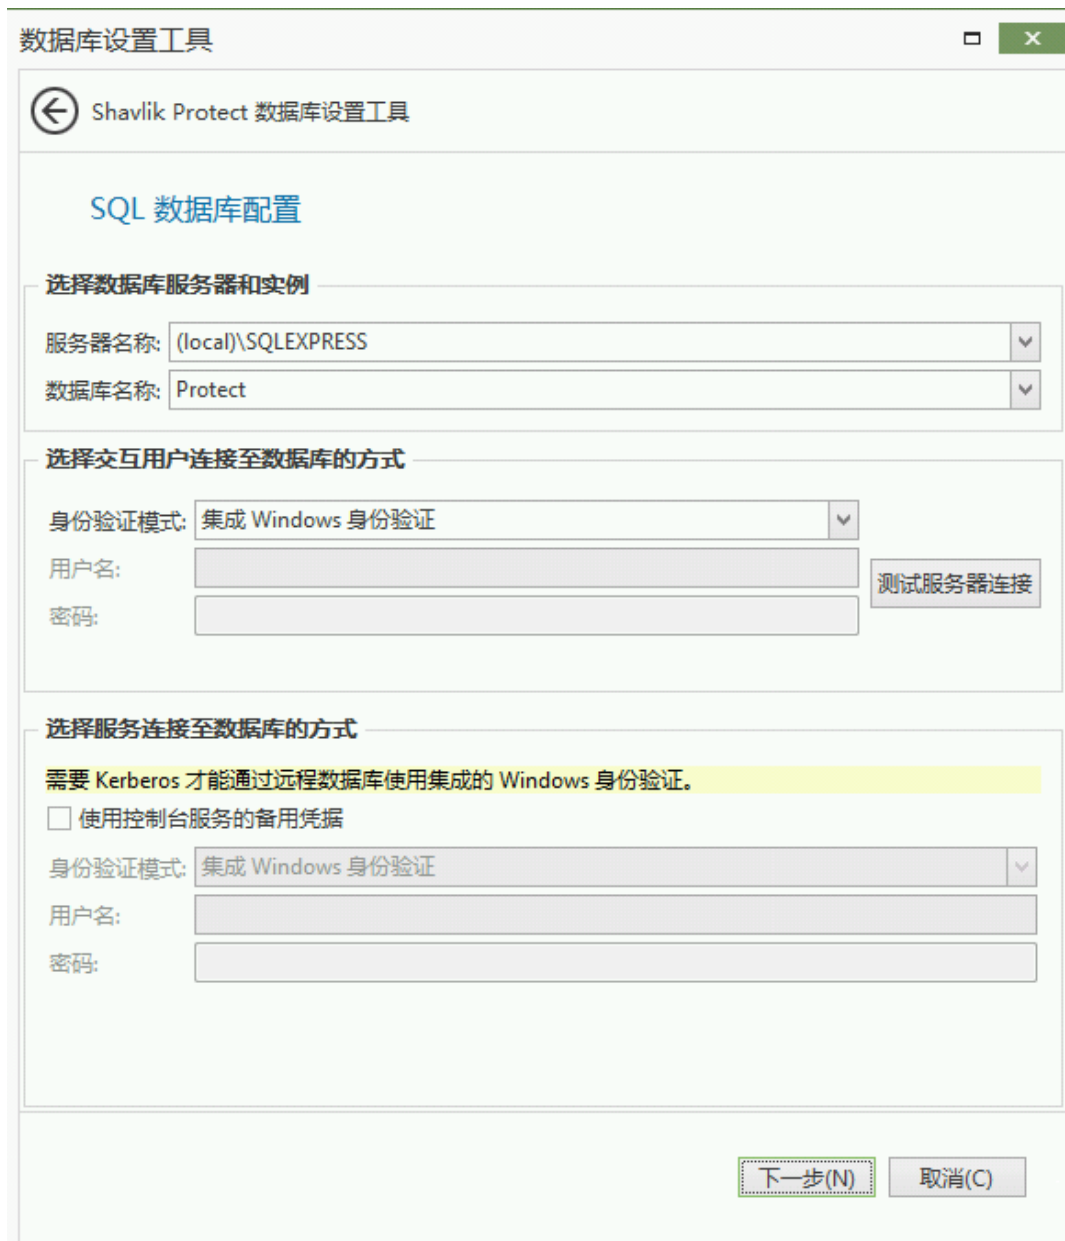 数据库设置工具
Shavlik Protect 数据库设置工具
SQL 数据库配置
选择数据库服务器和实例
服务器名称: (local)\SQLEXPRESS
数据库名称: Protect
选择交互用户连接至数据库的方式
身份验证模式: 集成 Windows 身份验证
用户名:
测试服务器连接
密码:
选择服务连接至数据库的方式
需要 Kerberos 才能通过远程数据库使用集成的 Windows 身份验证。
使用控制台服务的备用凭据
身份验证模式: 集成 Windows 身份验证
用户名:
密码:
下一步(N) 取消(C)